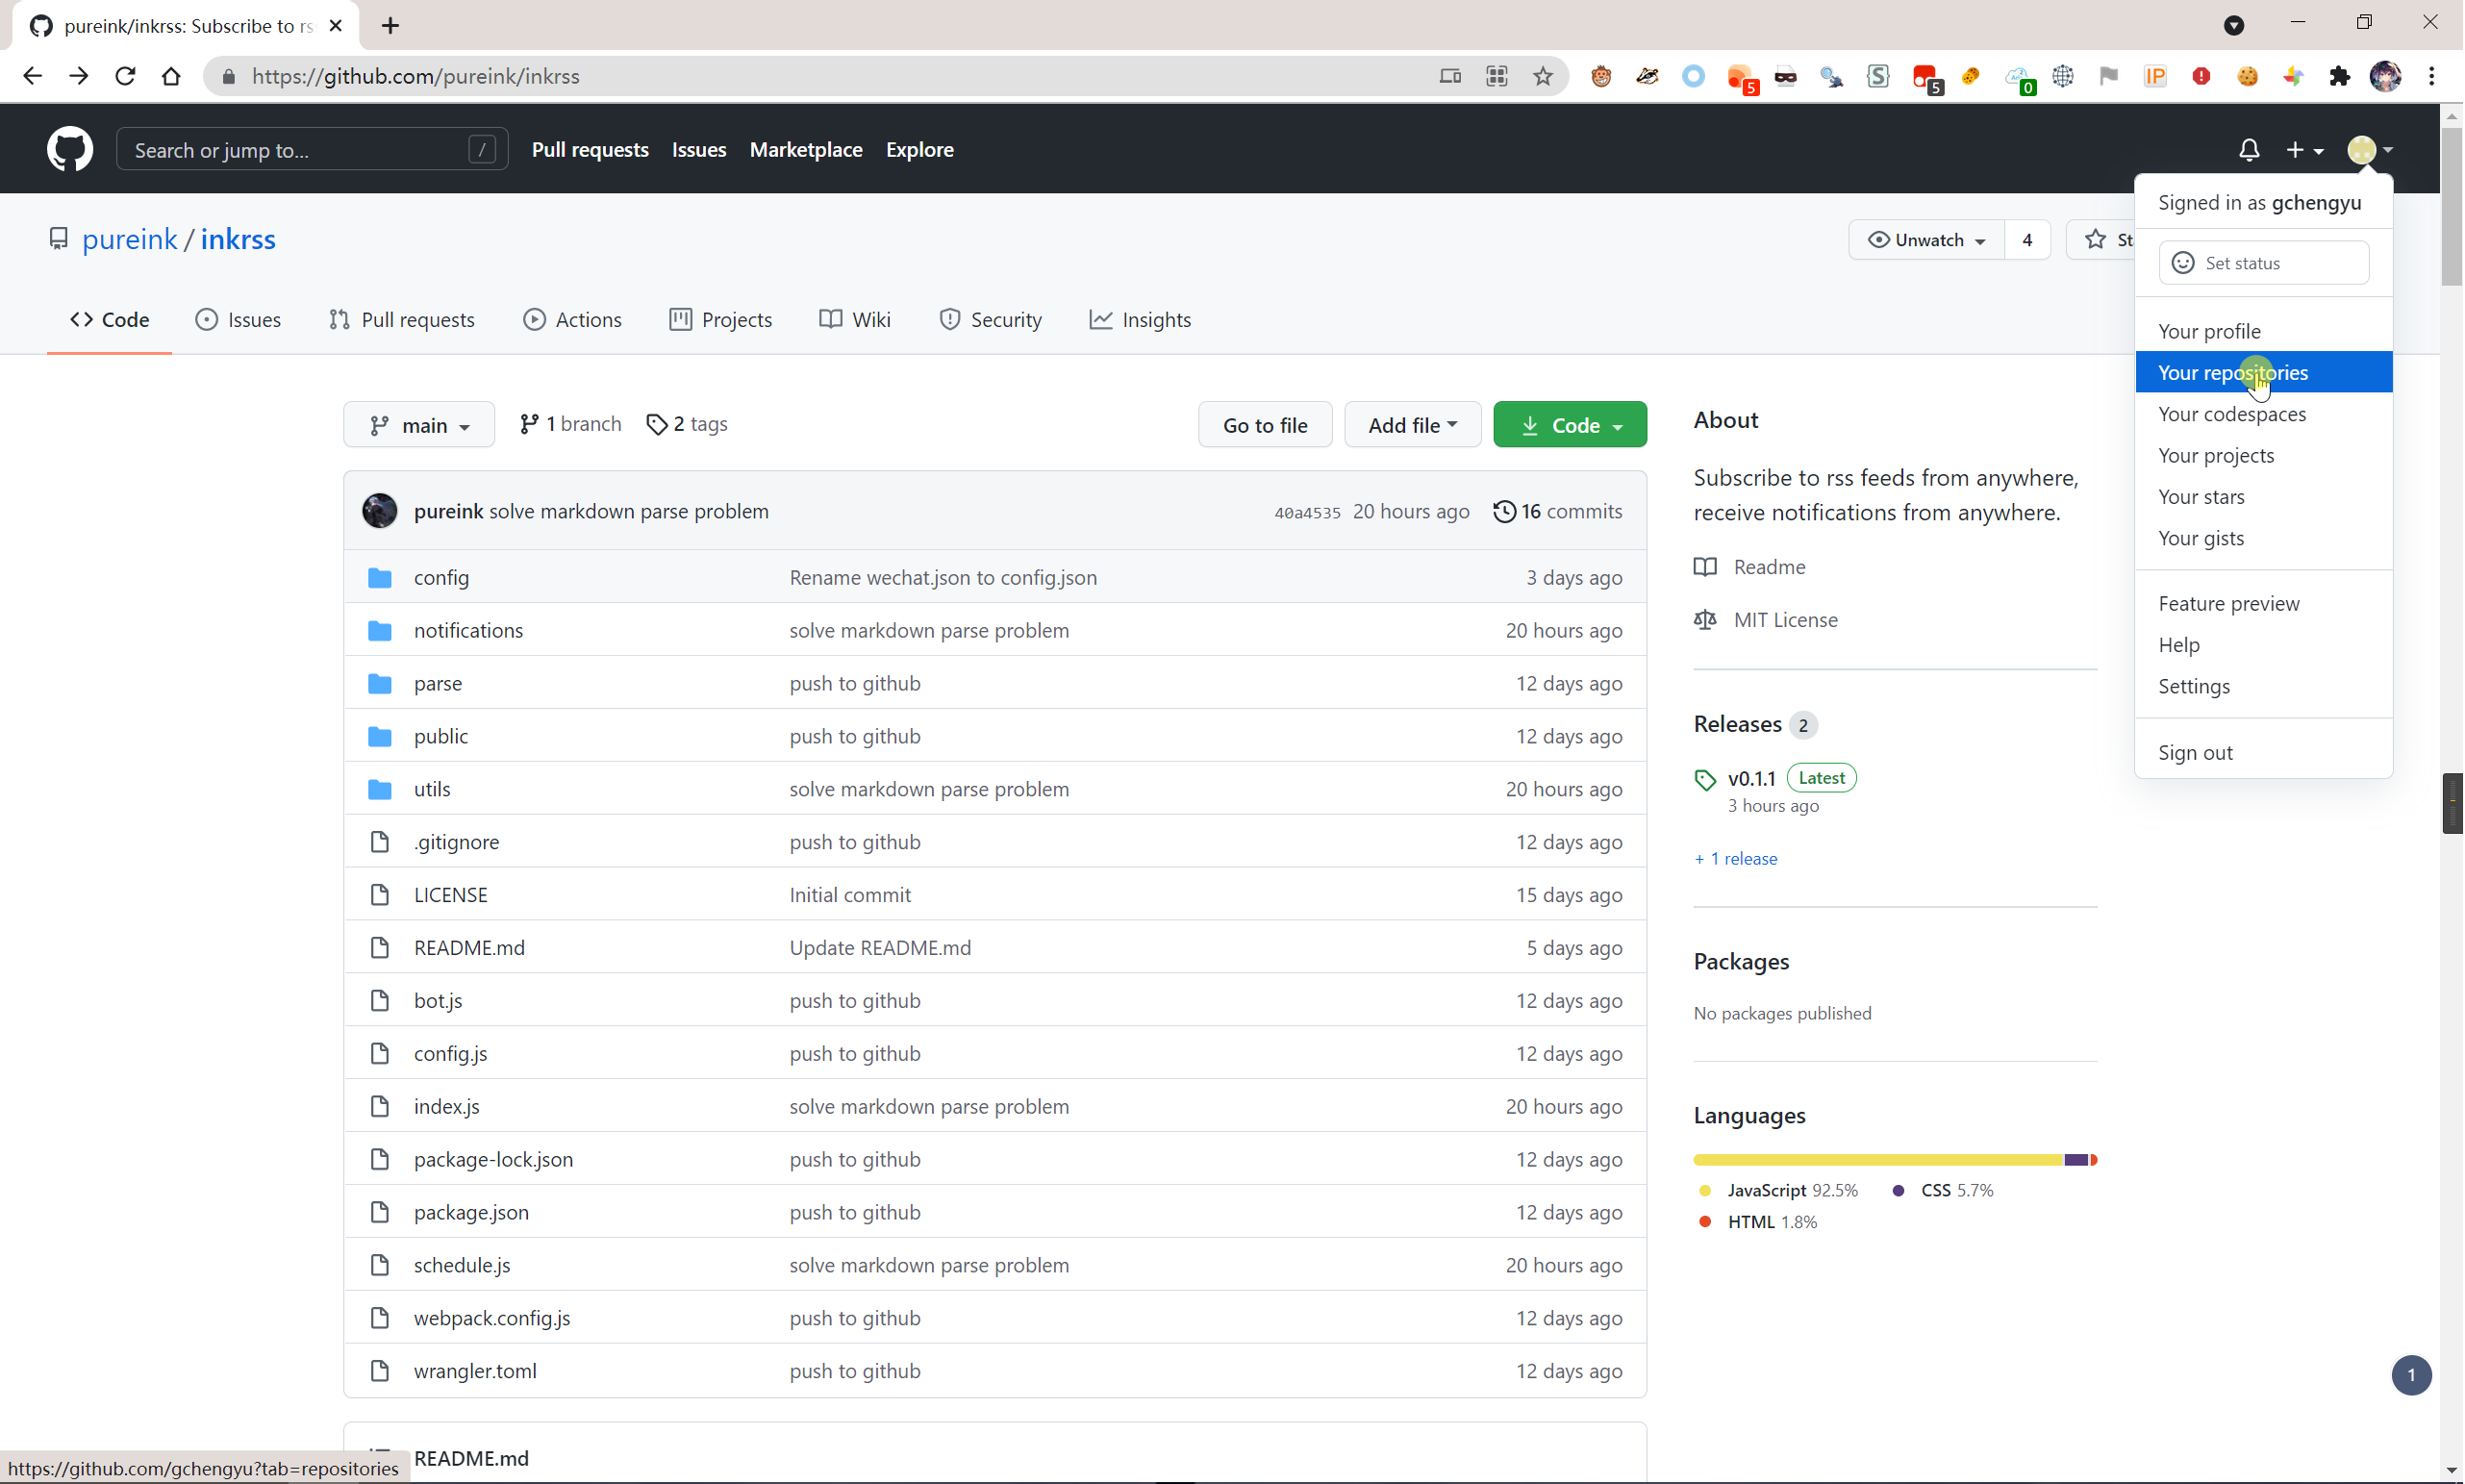 pureink/inkrss: Subscribe to rs
https://github.com/pureink/inkrss
5
5
0
IP
Search or jump to... /
Pull requests Issues Marketplace Explore
Signed in as gchengyu
Set status
Your profile
Your repositories
Your codespaces
Your projects
Your stars
Your gists
Feature preview
Help
Settings
Sign out
pureink / inkrss
Unwatch 4
Code Issues Pull requests Actions Projects Wiki Security Insights
main 1 branch 2 tags Go to file Add file Code
pureink solve markdown parse problem 40a4535 20 hours ago 16 commits
config Rename wechat.json to config.json 3 days ago
notifications solve markdown parse problem 20 hours ago
parse push to github 12 days ago
public push to github 12 days ago
utils solve markdown parse problem 20 hours ago
.gitignore push to github 12 days ago
LICENSE Initial commit 15 days ago
README.md Update README.md 5 days ago
bot.js push to github 12 days ago
config.js push to github 12 days ago
index.js solve markdown parse problem 20 hours ago
package-lock.json push to github 12 days ago
package.json push to github 12 days ago
schedule.js solve markdown parse problem 20 hours ago
webpack.config.js push to github 12 days ago
wrangler.toml push to github 12 days ago
README.md
About
Subscribe to rss feeds from anywhere,
receive notifications from anywhere.
Readme
MIT License
Releases 2
v0.1.1 Latest
3 hours ago
+ 1 release
Packages
No packages published
Languages
JavaScript 92.5% CSS 5.7%
HTML 1.8%
1
https://github.com/gchengyu?tab=repositories